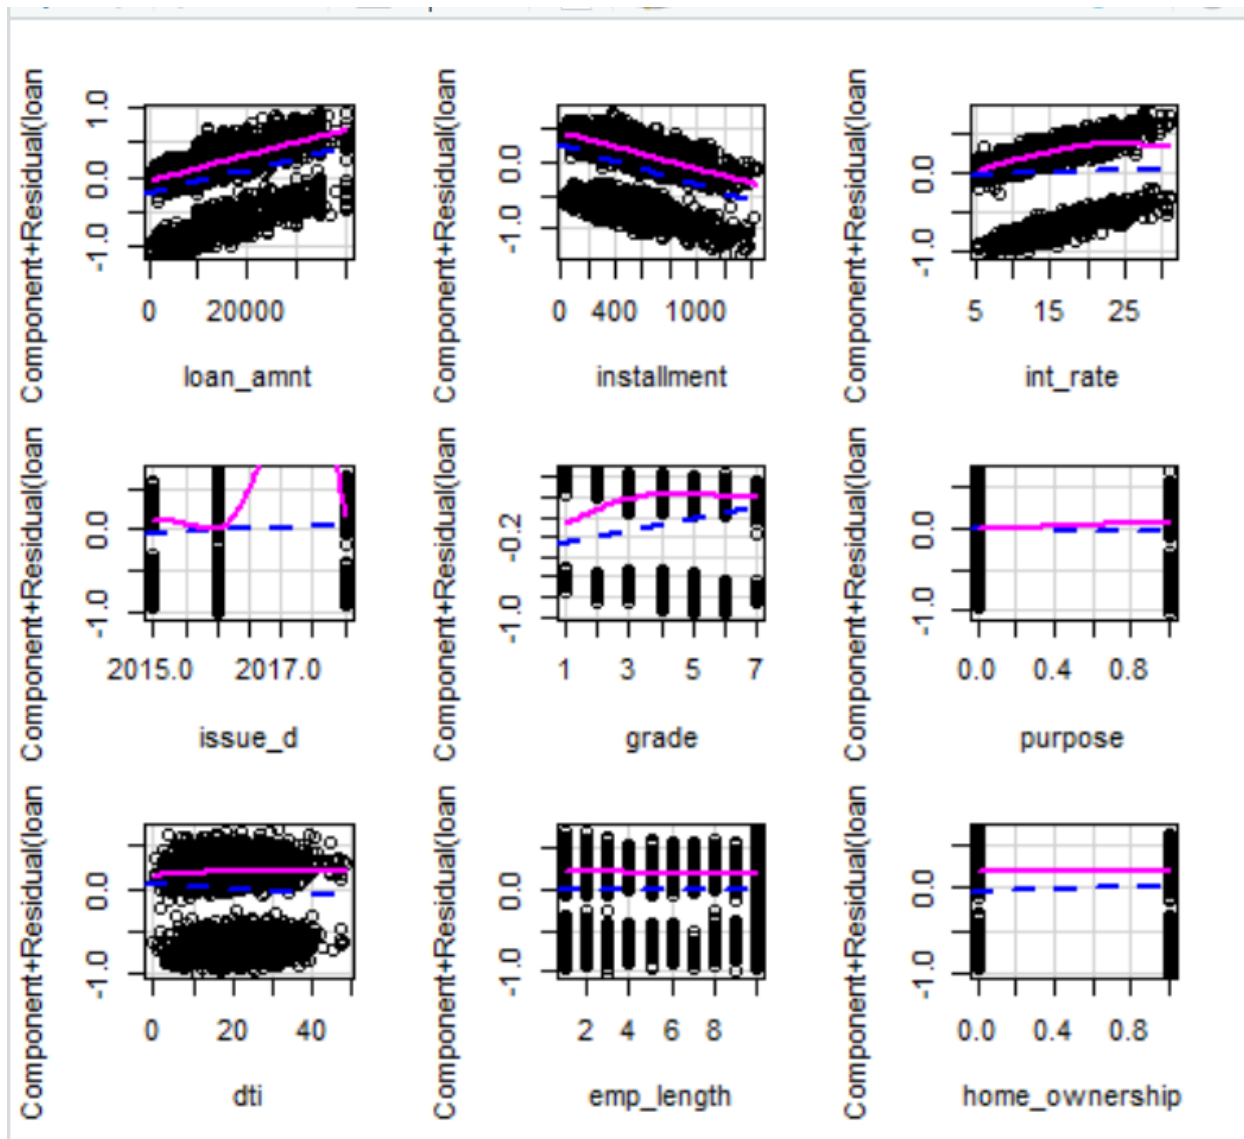 Component+Residual(loan
1.0
0.0
-1.0
0 20000
loan_amnt
Component+Residual(loan
0.0
-1.0
0 400 1000
installment
Component+Residual(loan
0.0
-1.0
5 15 25
int_rate
Component+Residual(loan
0.0
-1.0
2015.0 2017.0
issue_d
Component+Residual(loan
-0.2
-1.0
1 3 5 7
grade
Component+Residual(loan
0.0
-1.0
0.0 0.4 0.8
purpose
Component+Residual(loan
0.0
-1.0
0 20 40
dti
Component+Residual(loan
0.0
-1.0
2 4 6 8
emp_length
Component+Residual(loan
0.0
-1.0
0.0 0.4 0.8
home_ownership